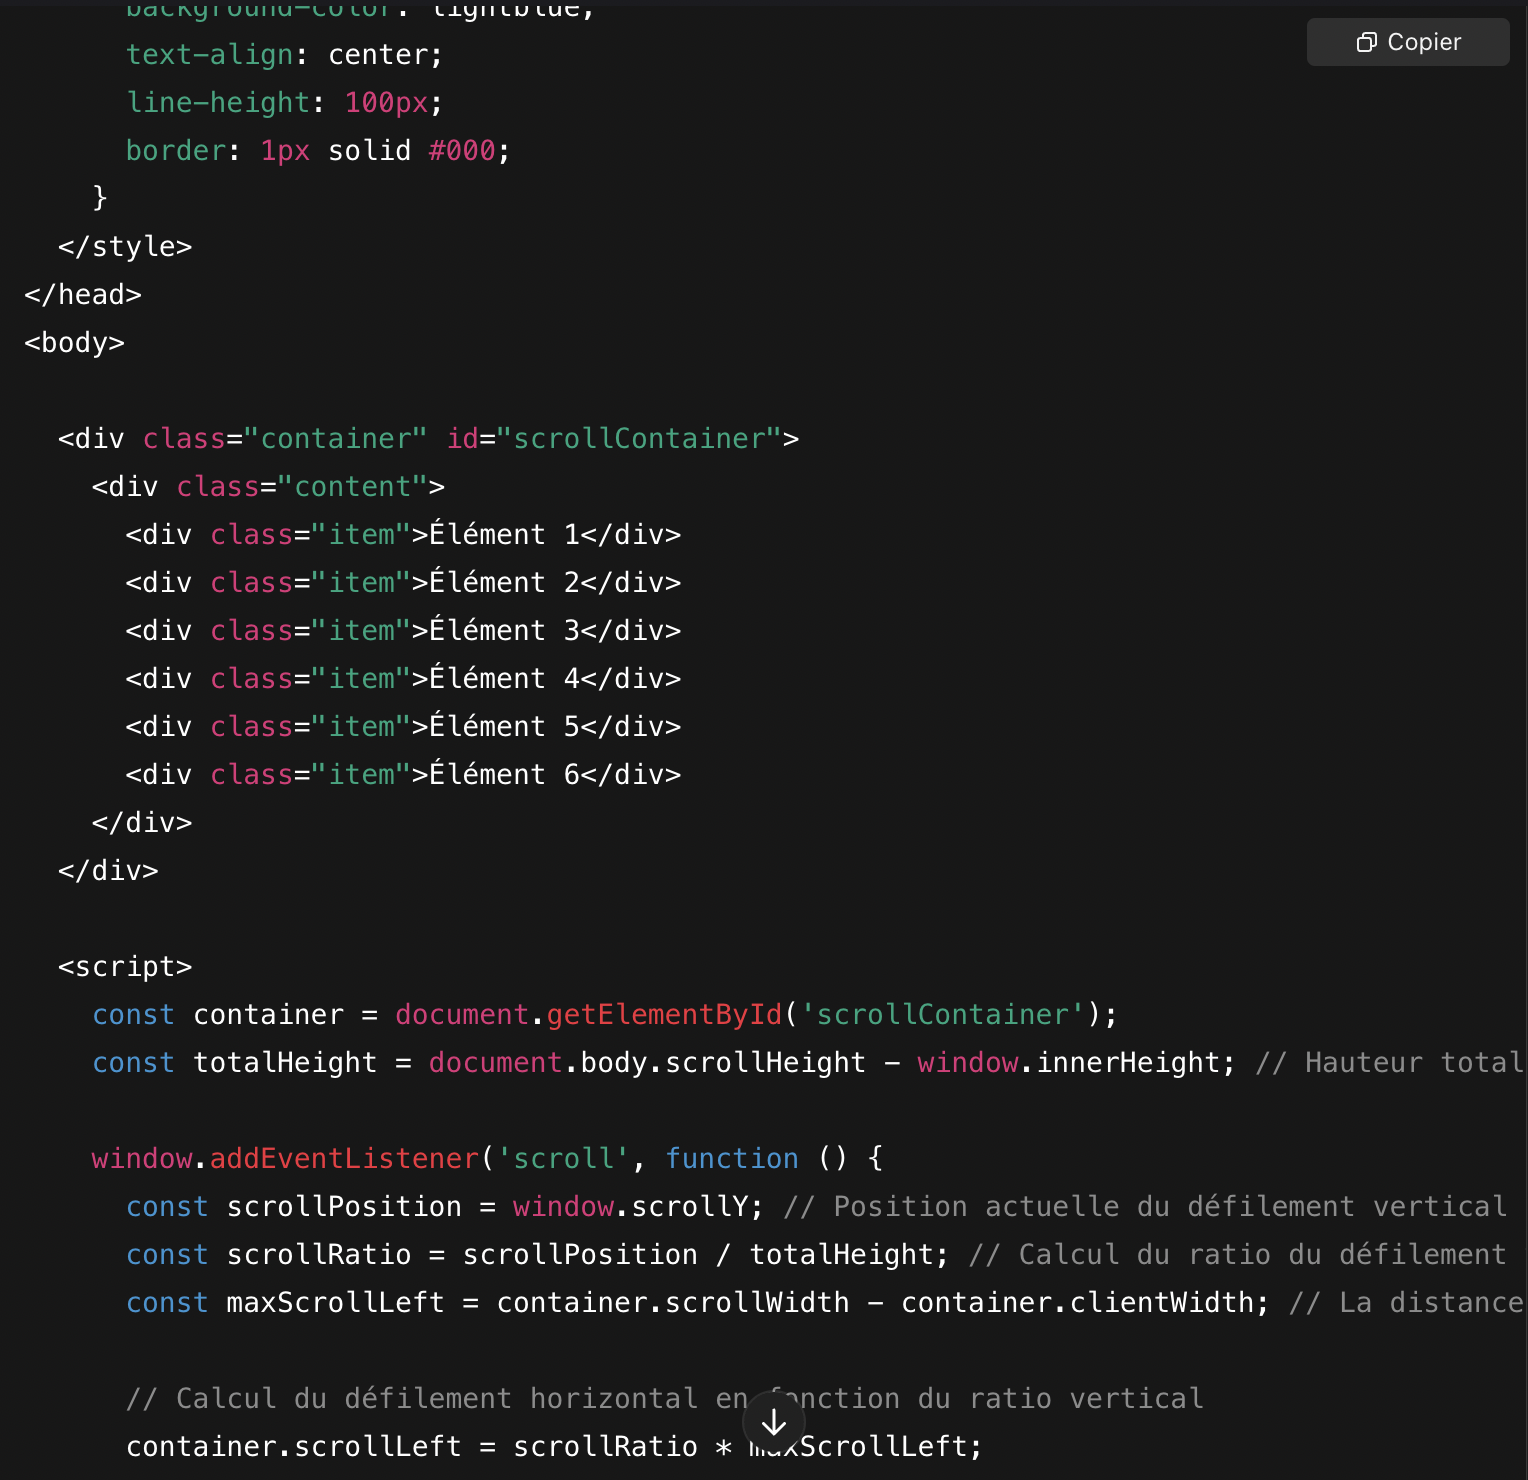 background-color: lightblue;
Copier
text-align: center;
line-height: 100px;
border: 1px solid #000;
}
</style>
</head>
<body>
<div class="container" id="scrollContainer">
<div class="content">
<div class="item">Élément 1</div>
<div class="item">Élément 2</div>
<div class="item">Élément 3</div>
<div class="item">Élément 4</div>
<div class="item">Élément 5</div>
<div class="item">Élément 6</div>
</div>
</div>
<script>
const container = document.getElementById('scrollContainer');
const totalHeight = document.body.scrollHeight - window.innerHeight; // Hauteur total
window.addEventListener('scroll', function () {
const scrollPosition = window.scrollY; // Position actuelle du défilement vertical
const scrollRatio = scrollPosition / totalHeight; // Calcul du ratio du défilement
const maxScrollLeft = container.scrollWidth - container.clientWidth; // La distance
// Calcul du défilement horizontal en fonction du ratio vertical
container.scrollLeft = scrollRatio * maxScrollLeft;